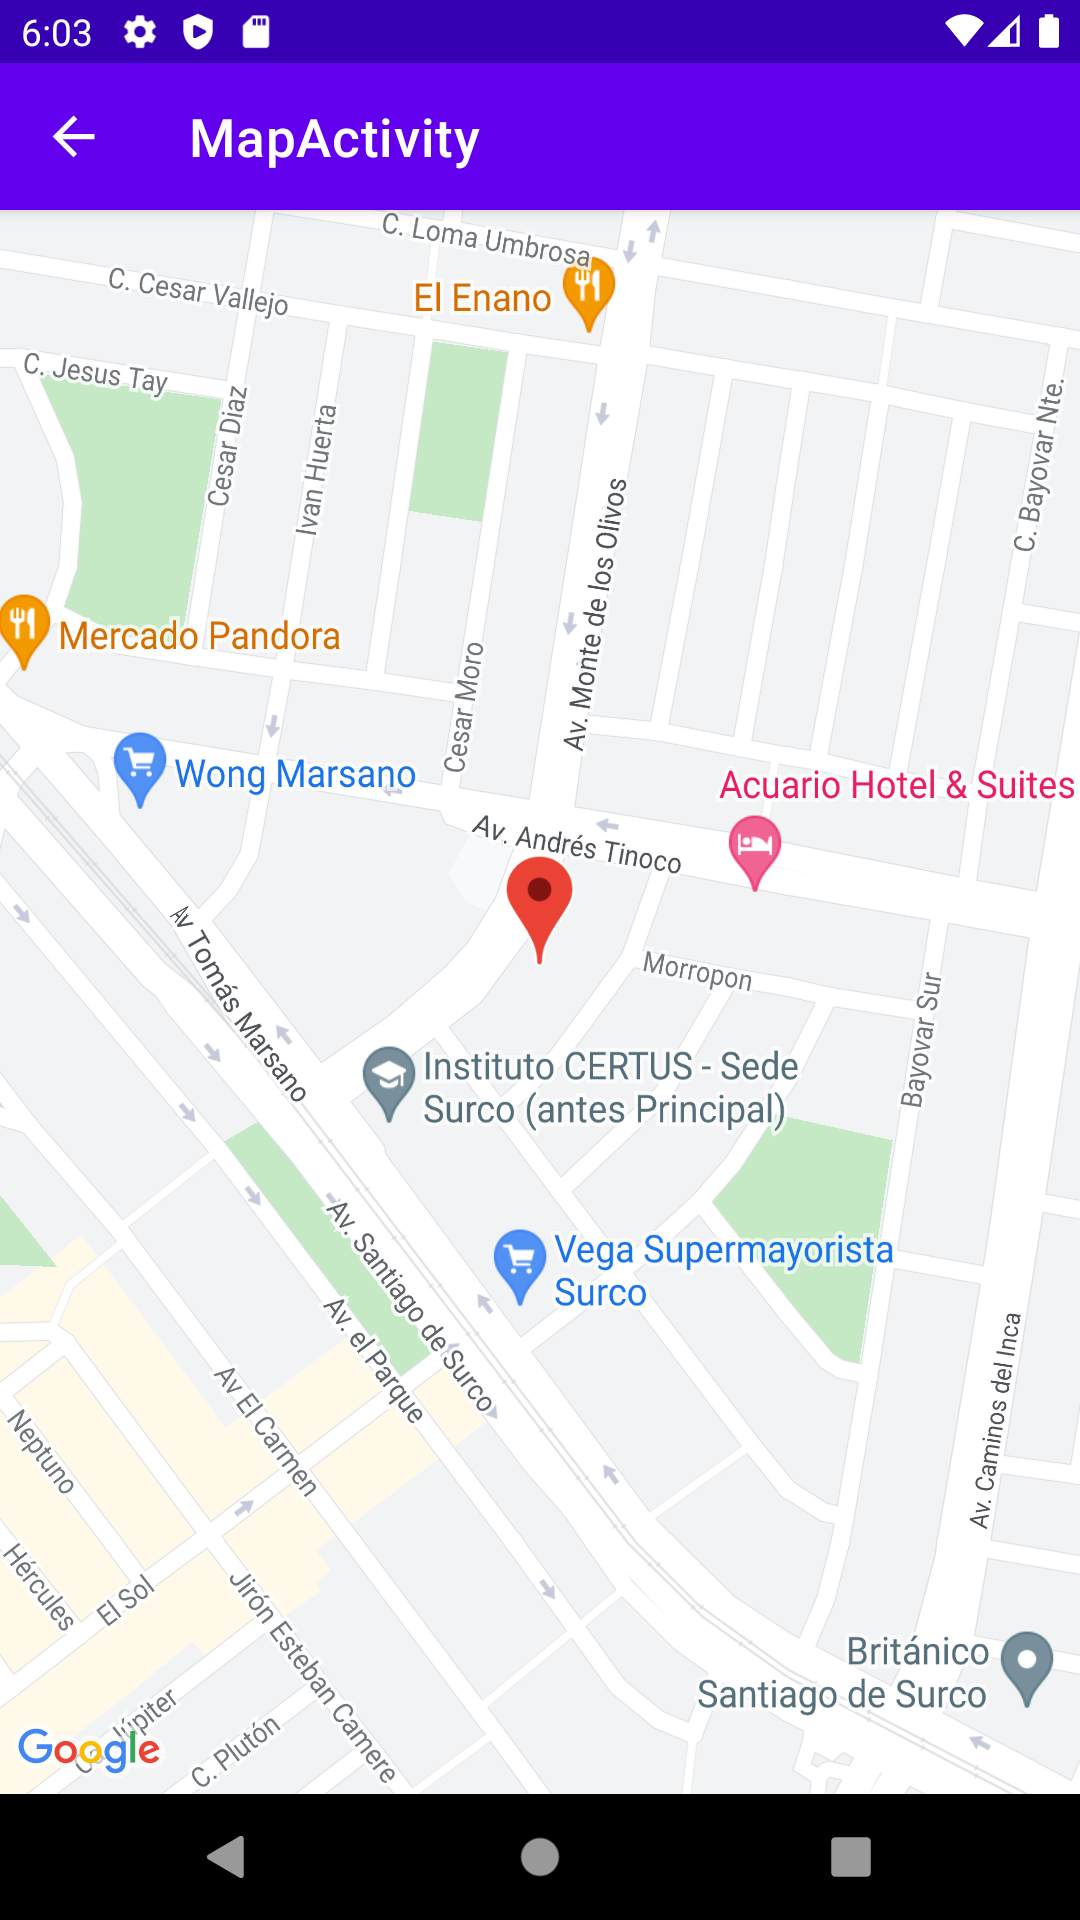 6:03
MapActivity
C. Loma Umbrosa
C. Cesar Vallejo
El Enano
C. Jesus Tay
Cesar Diaz
Ivan Huerta
C. Bayovar Nte.
Av. Monte de los Olivos
Mercado Pandora
Cesar Moro
Wong Marsano
Acuario Hotel & Suites
Av. Andrés Tinoco
Av Tomás Marsano
Morropon
Bayovar Sur
Instituto CERTUS - Sede
Surco (antes Principal)
Av. Santiago de Surco
Vega Supermayorista
Surco
Av. el Parque
Av. Caminos del Inca
Av El Carmen
Neptuno
Hércules
El Sol
Jirón Esteban Camere
Británico
Santiago de Surco
Júpiter
C. Plutón
Google